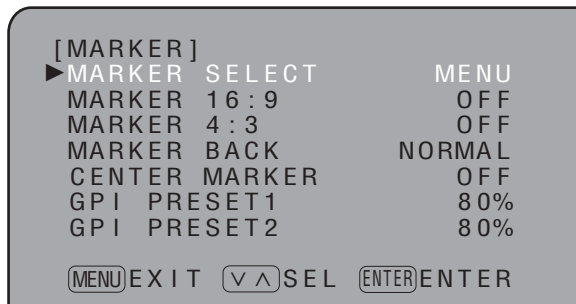 [MARKER]
▶MARKER SELECT MENU
MARKER 16:9 OFF
MARKER 4:3 OFF
MARKER BACK NORMAL
CENTER MARKER OFF
GPI PRESET1 80%
GPI PRESET2 80%
MENU EXIT ∨∧ SEL ENTER ENTER